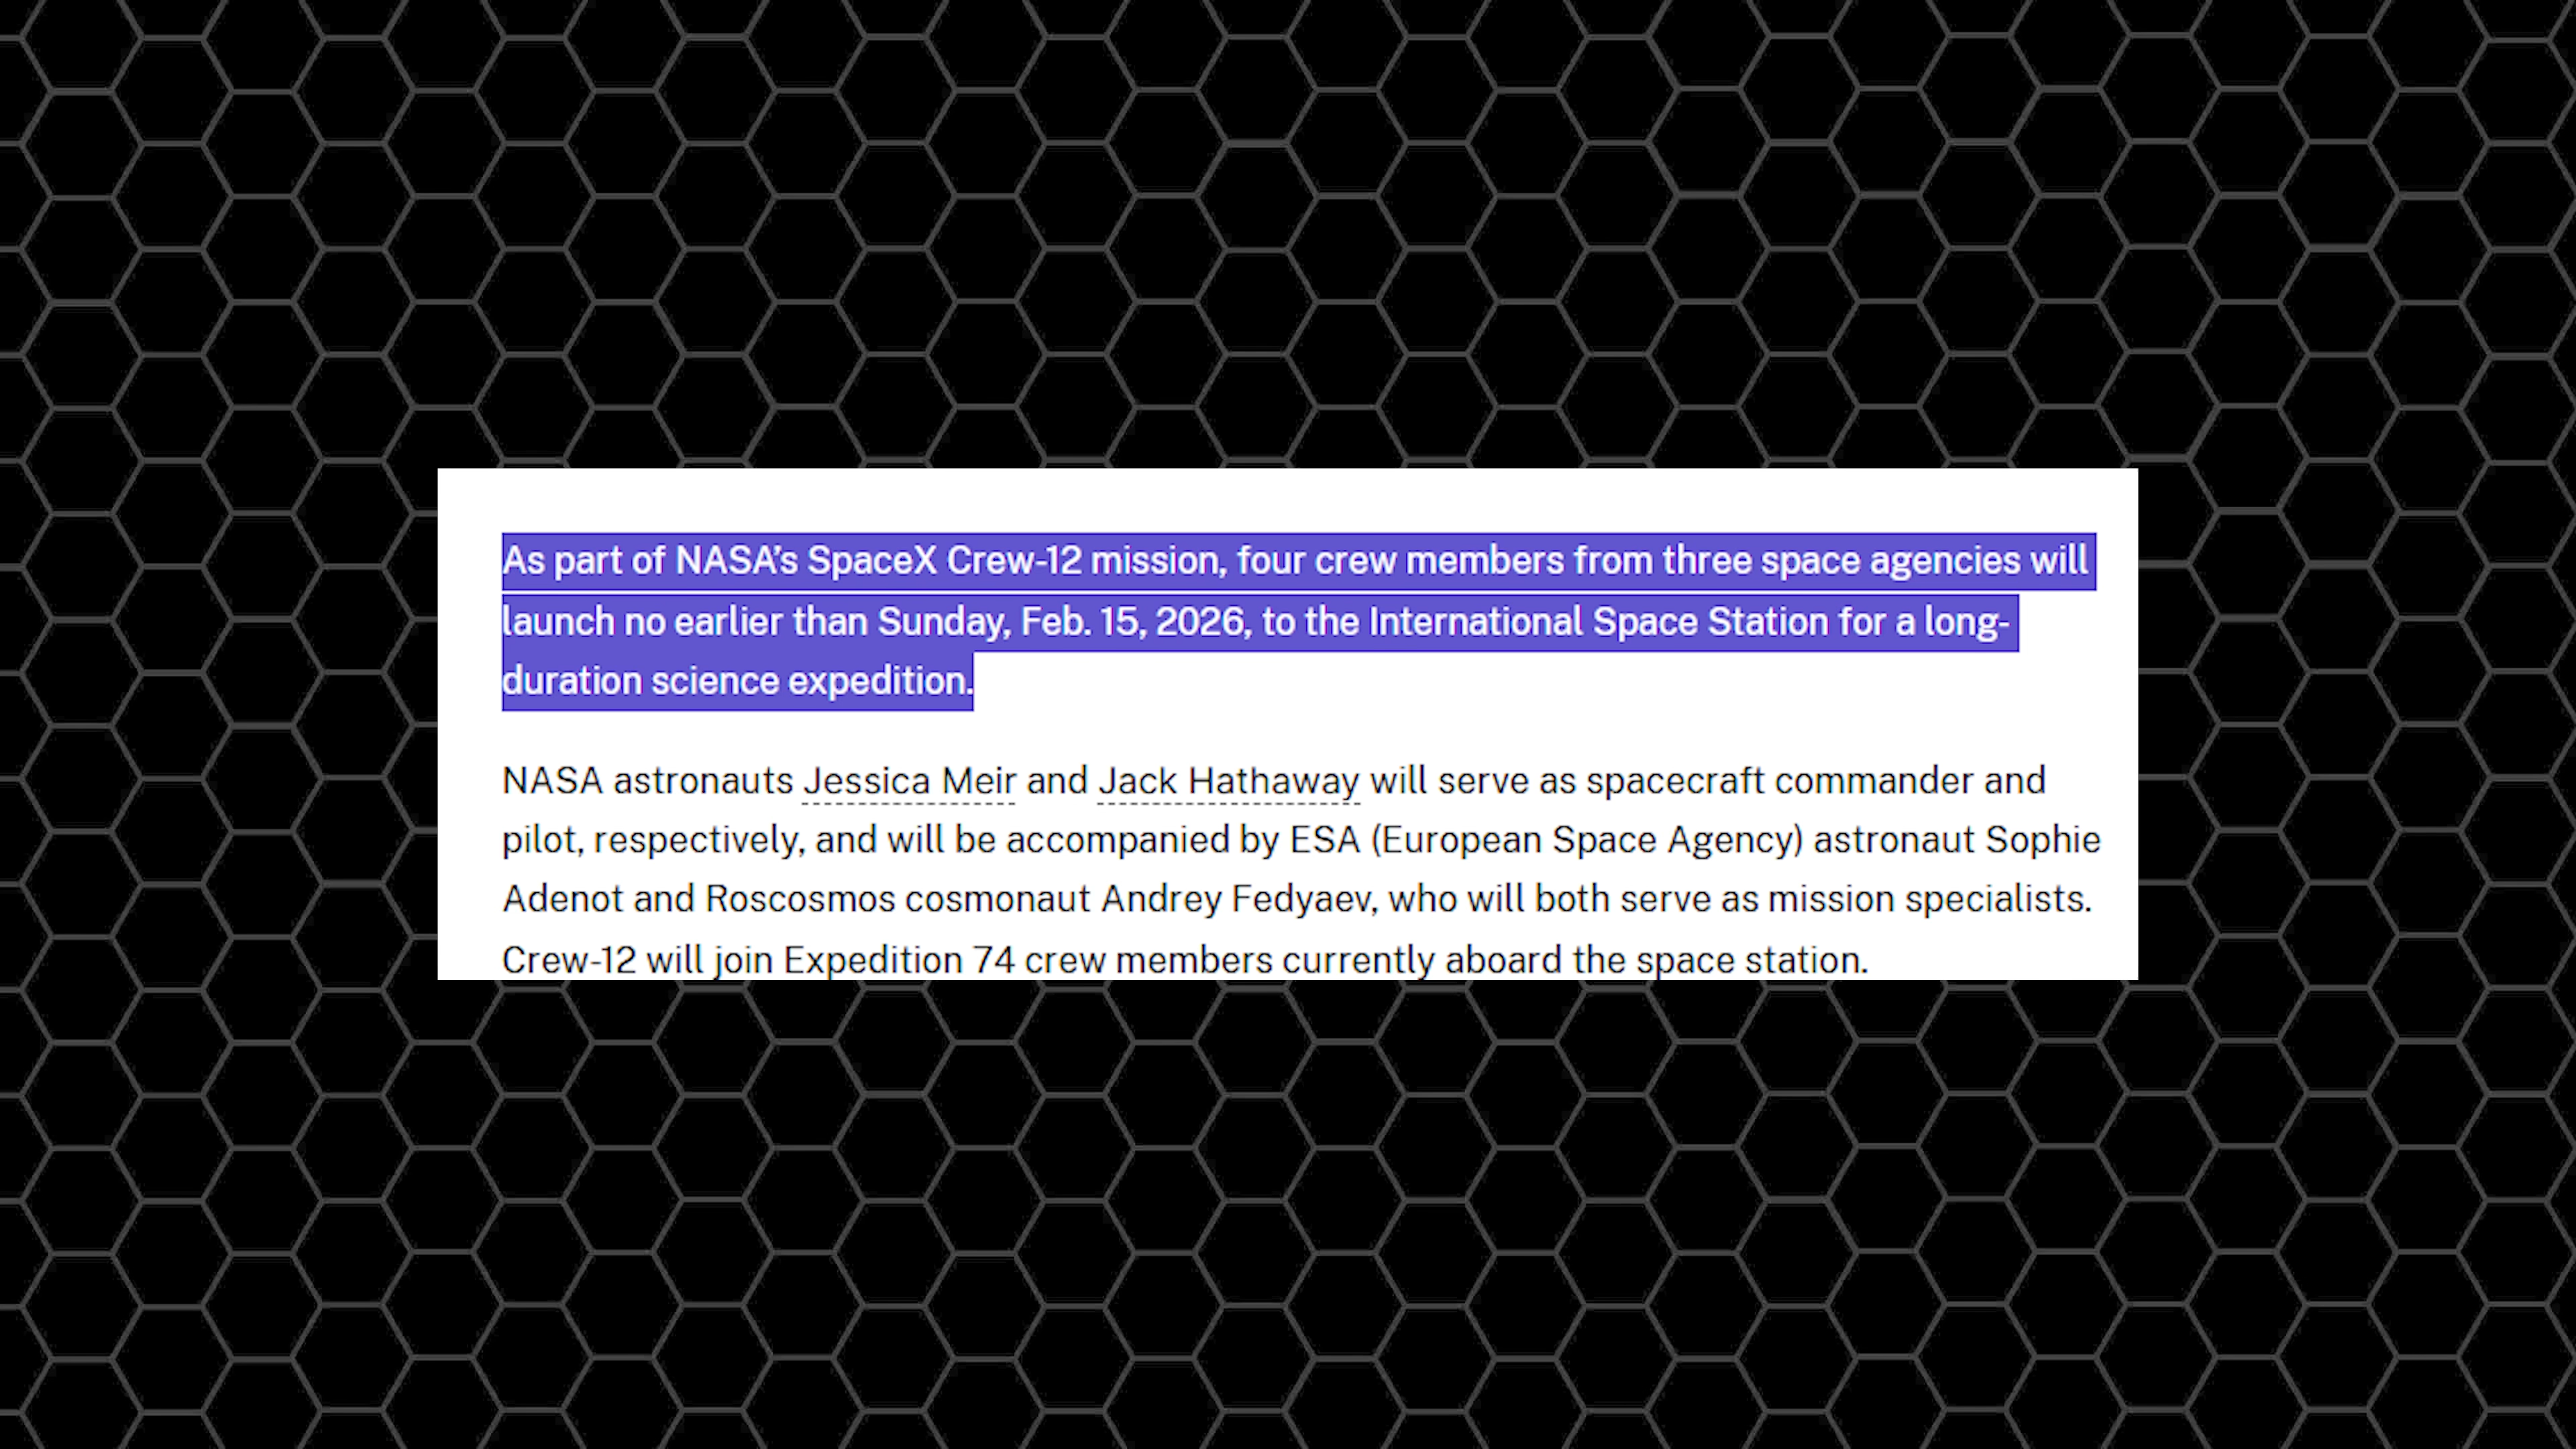 As part of NASA’s SpaceX Crew-12 mission, four crew members from three space agencies will
launch no earlier than Sunday, Feb. 15, 2026, to the International Space Station for a long-
duration science expedition.
NASA astronauts Jessica Meir and Jack Hathaway will serve as spacecraft commander and
pilot, respectively, and will be accompanied by ESA (European Space Agency) astronaut Sophie
Adenot and Roscosmos cosmonaut Andrey Fedyaev, who will both serve as mission specialists.
Crew-12 will join Expedition 74 crew members currently aboard the space station.